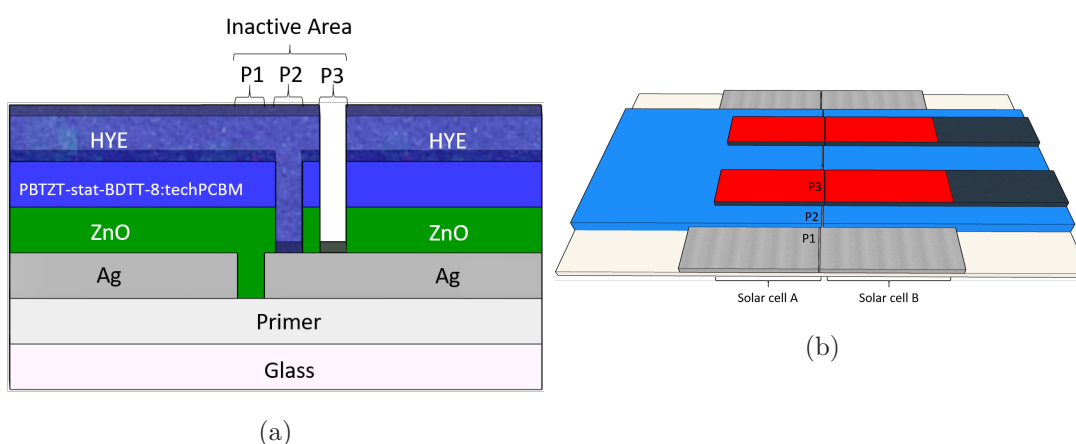 Inactive Area
P1 P2 P3
HYE
PBTZT-stat-BDTT-8:techPCBM
ZnO ZnO
Ag Ag
Primer
Glass
(a)
P3
P2
P1
Solar cell A Solar cell B
(b)